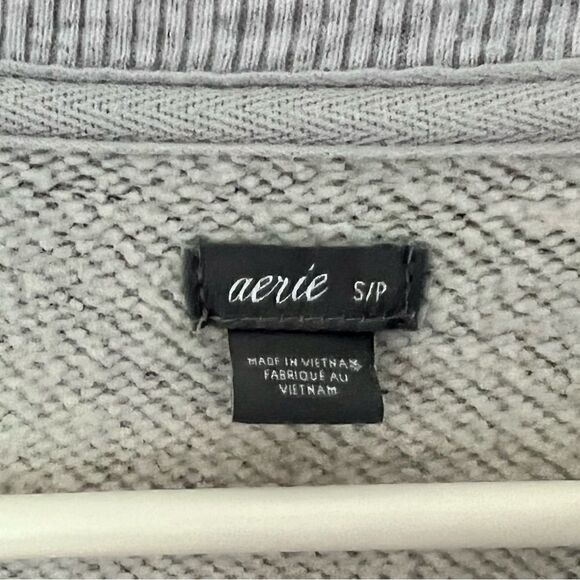 aerie S/P
MADE IN VIETNAM
FABRIQUÉ AU
VIETNAM